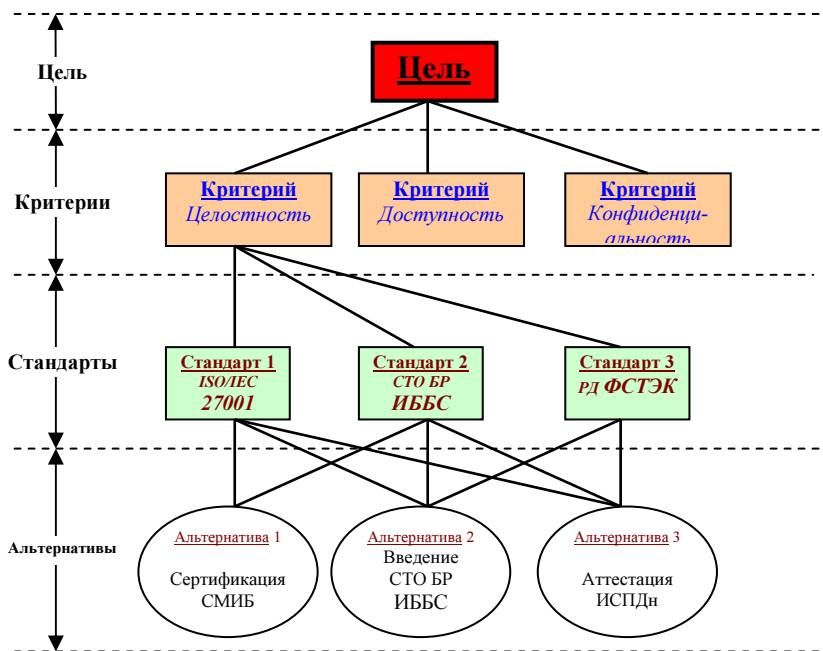 Цель
Цель
Критерии
Критерий
Целостность
Критерий
Доступность
Критерий
Конфиденци-
альность
Стандарты
Стандарт 1
ISO/IEC
27001
Стандарт 2
СТО БР
ИББС
Стандарт 3
РД ФСТЭК
Альтернативы
Альтернатива 1
Сертификация
СМИБ
Альтернатива 2
Введение
СТО БР
ИББС
Альтернатива 3
Аттестация
ИСПДн